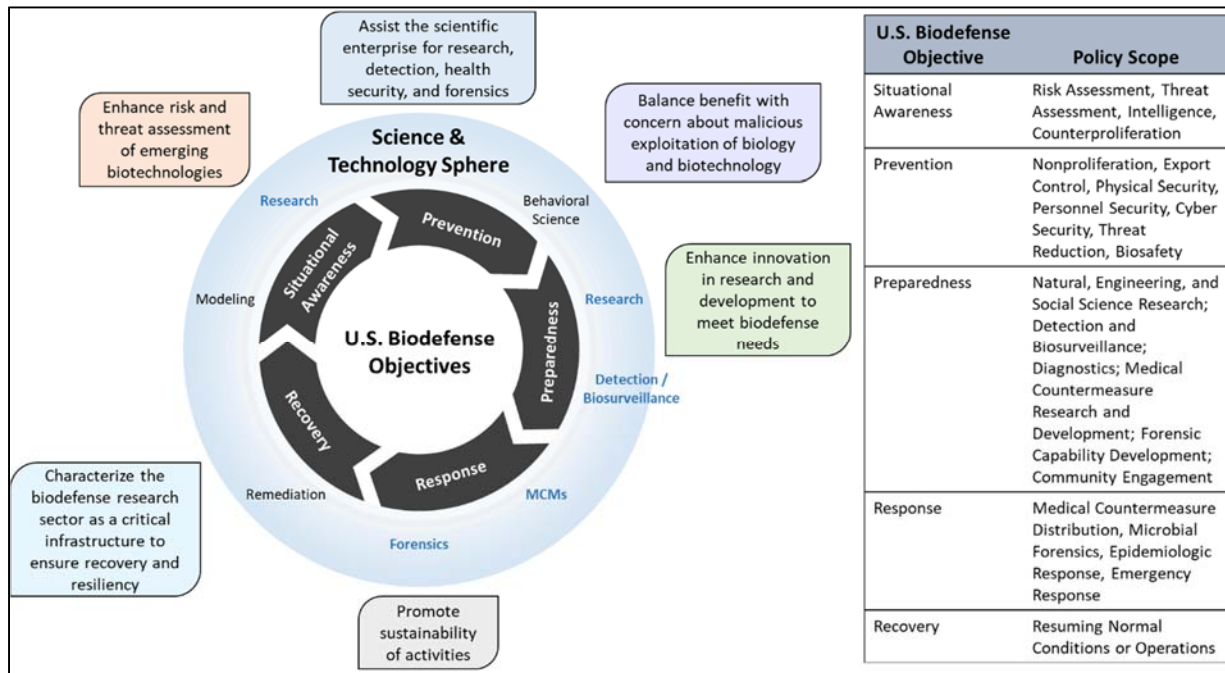 Assist the scientific
enterprise for research,
detection, health
security, and forensics
Enhance risk and
threat assessment
of emerging
biotechnologies
Balance benefit with
concern about malicious
exploitation of biology
and biotechnology
Science &
Technology Sphere
Research
Behavioral
Science
Prevention
Situational
Awareness
Enhance innovation
in research and
development to
meet biodefense
needs
Modeling
Research
U.S. Biodefense
Objectives
Preparedness
Detection /
Biosurveillance
Recovery
Response
Characterize the
biodefense research
sector as a critical
infrastructure to
ensure recovery and
resiliency
Remediation
MCMs
Forensics
Promote
sustainability
of activities
U.S. Biodefense
Objective
Policy Scope
Situational
Awareness
Risk Assessment, Threat
Assessment, Intelligence,
Counterproliferation
Prevention
Nonproliferation, Export
Control, Physical Security,
Personnel Security, Cyber
Security, Threat
Reduction, Biosafety
Preparedness
Natural, Engineering, and
Social Science Research;
Detection and
Biosurveillance;
Diagnostics; Medical
Countermeasure
Research and
Development; Forensic
Capability Development;
Community Engagement
Response
Medical Countermeasure
Distribution, Microbial
Forensics, Epidemiologic
Response, Emergency
Response
Recovery
Resuming Normal
Conditions or Operations